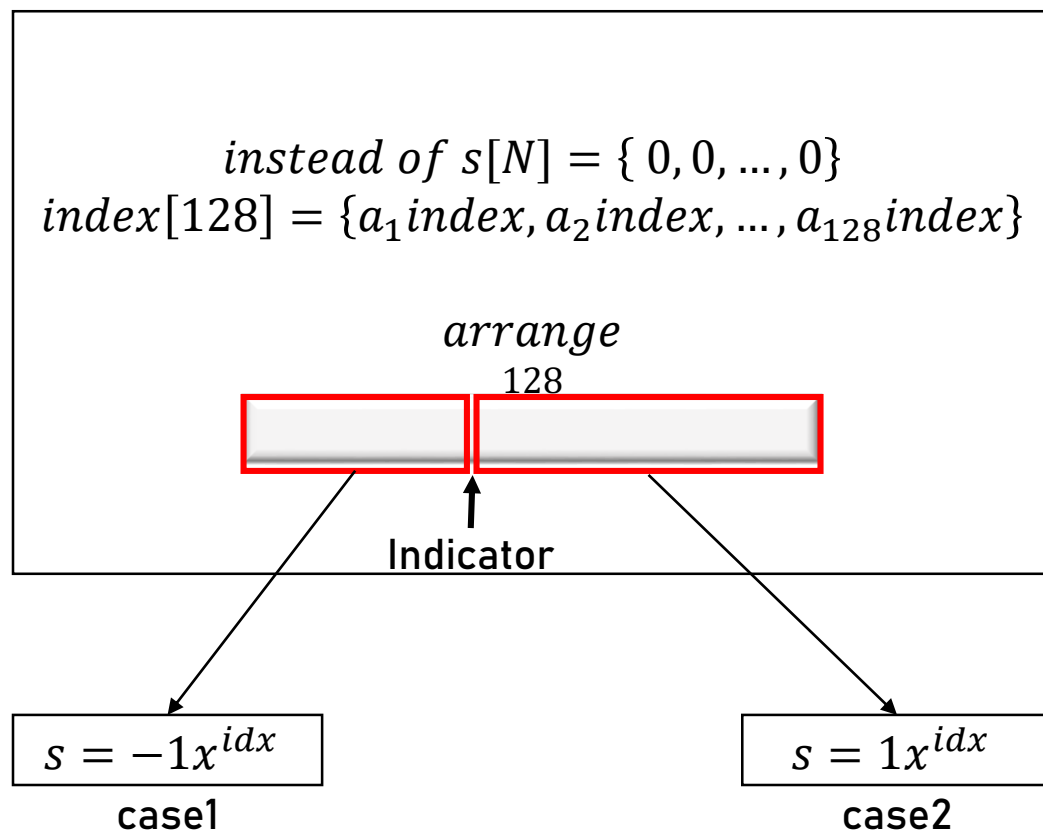 instead of s[N] = { 0, 0, … , 0}
index[128] = {a₁index, a₂index, … , a₁₂₈index}
arrange
128
Indicator
s = −1x^{idx}
s = 1x^{idx}
case1
case2